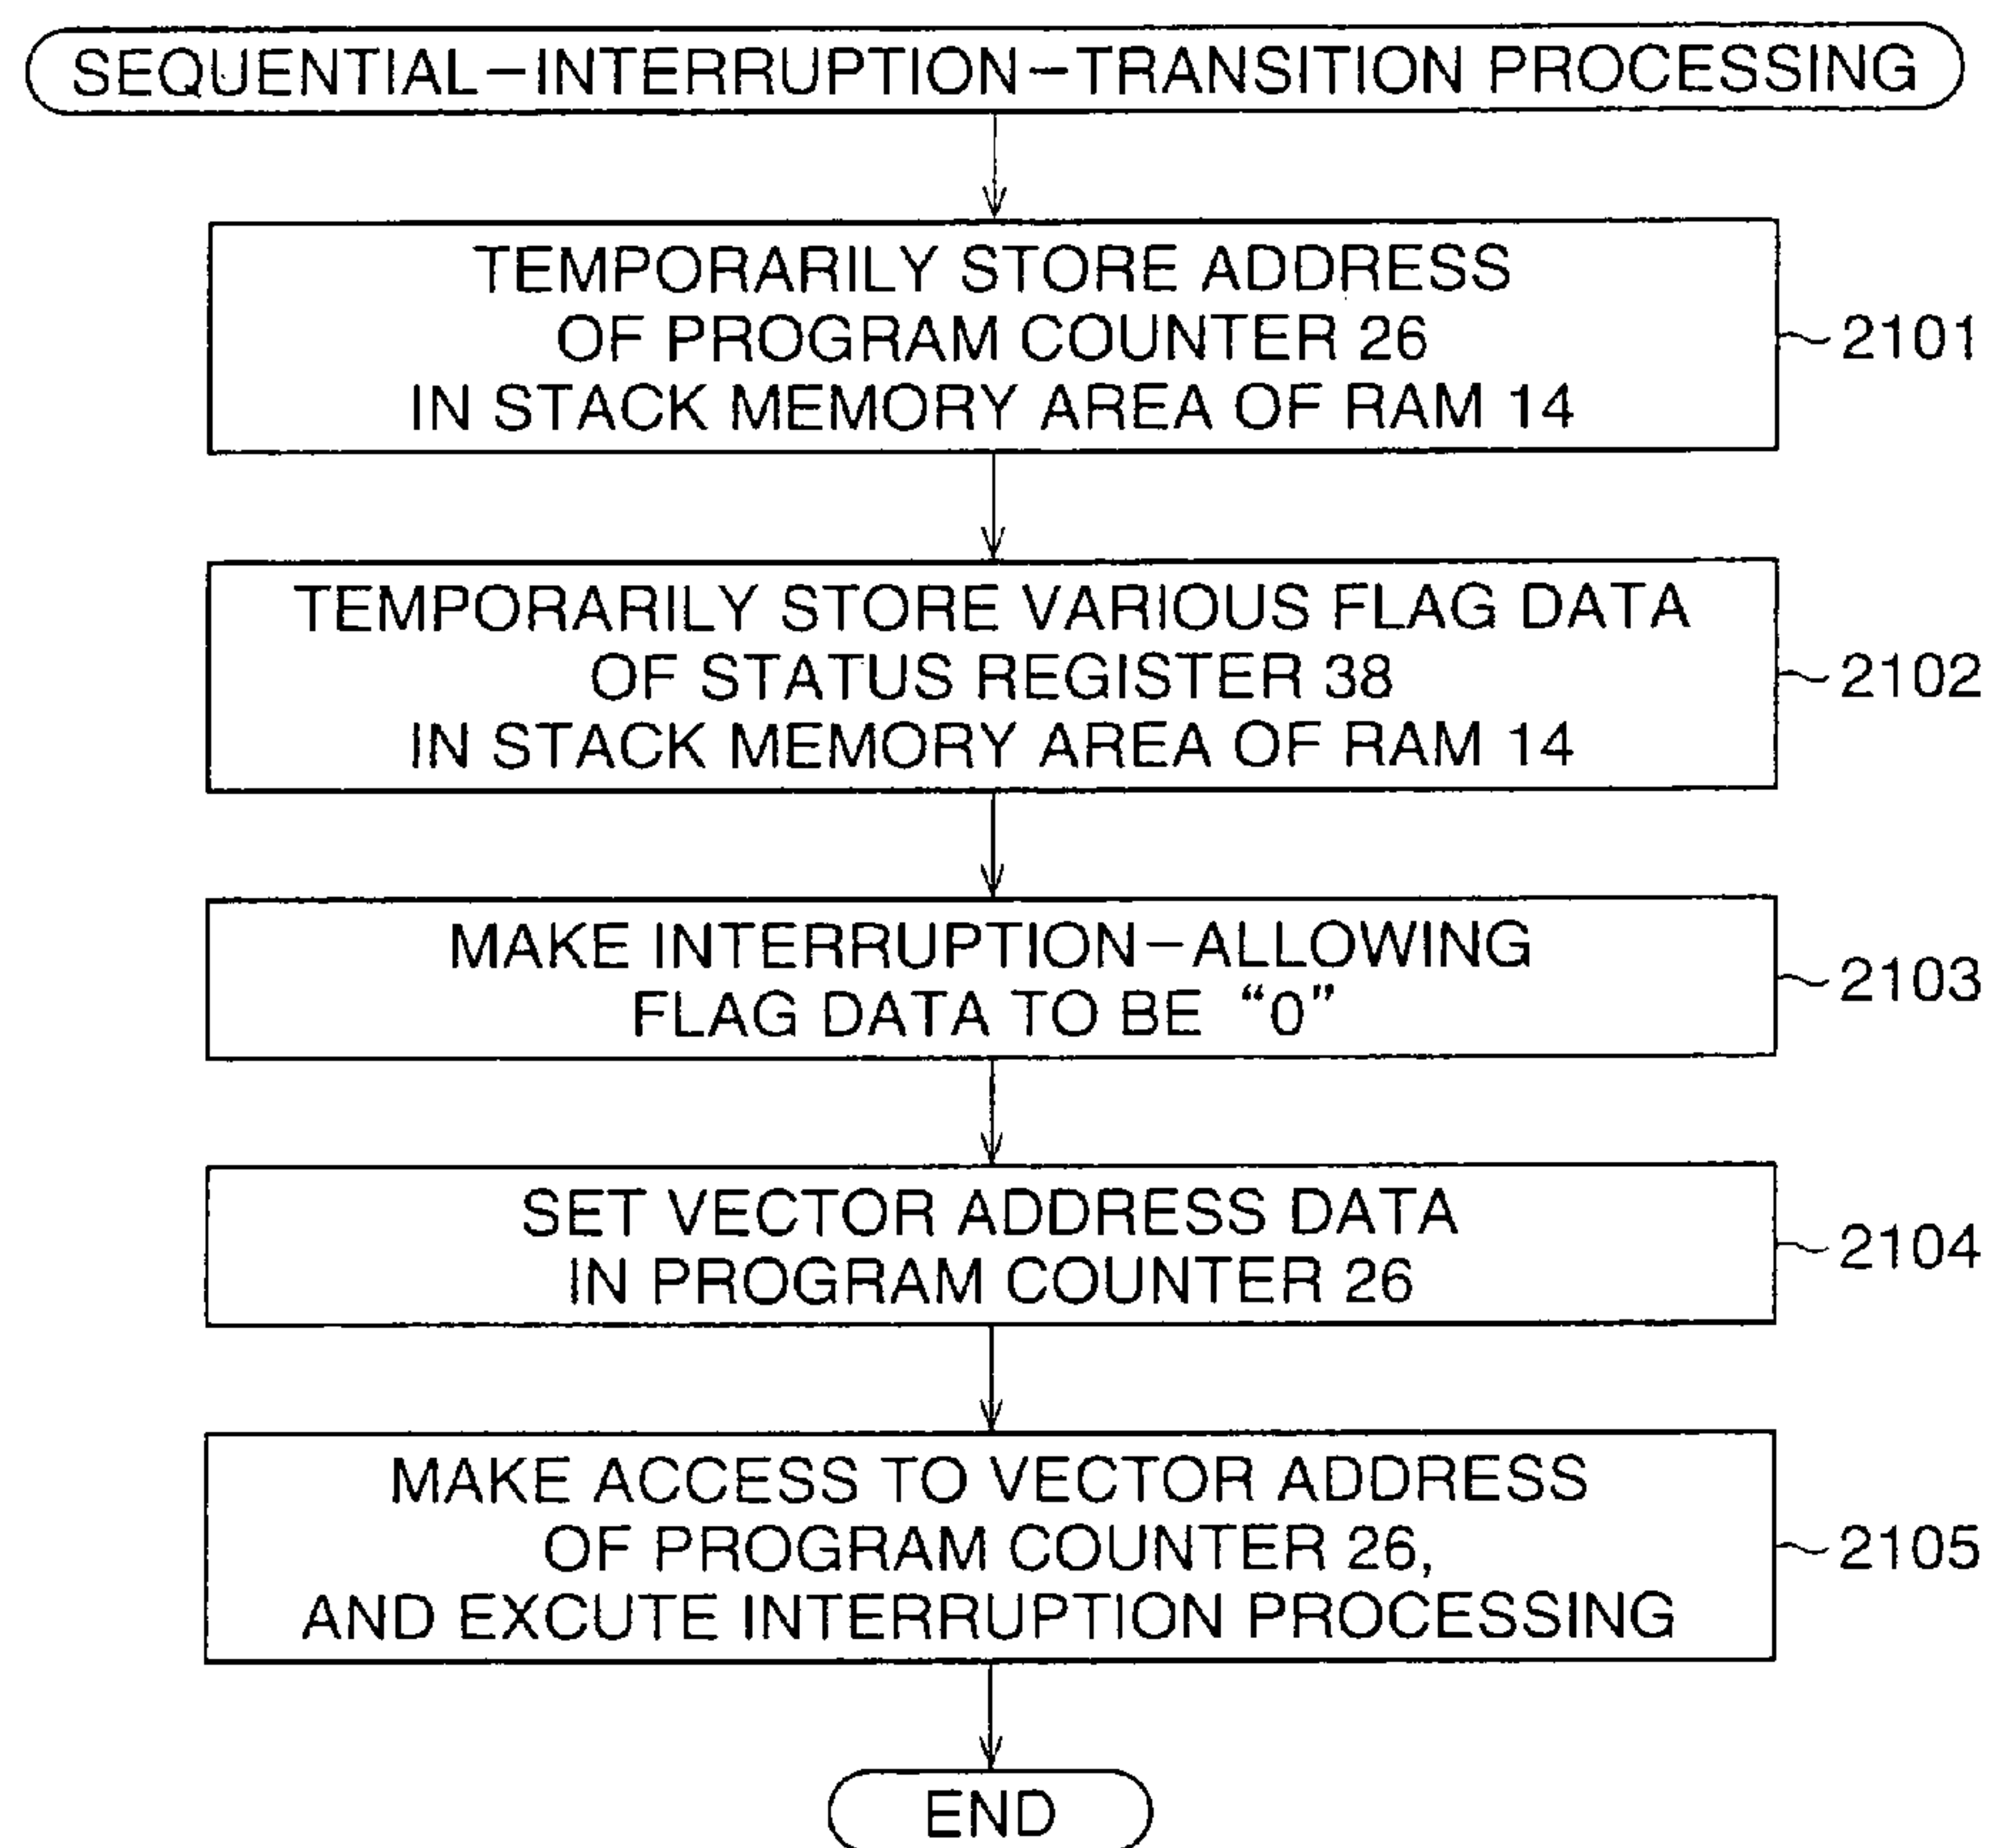 SEQUENTIAL-INTERRUPTION-TRANSITION PROCESSING
TEMPORARILY STORE ADDRESS
OF PROGRAM COUNTER 26
IN STACK MEMORY AREA OF RAM 14
2101
TEMPORARILY STORE VARIOUS FLAG DATA
OF STATUS REGISTER 38
IN STACK MEMORY AREA OF RAM 14
2102
MAKE INTERRUPTION-ALLOWING
FLAG DATA TO BE “0”
2103
SET VECTOR ADDRESS DATA
IN PROGRAM COUNTER 26
2104
MAKE ACCESS TO VECTOR ADDRESS
OF PROGRAM COUNTER 26,
AND EXCUTE INTERRUPTION PROCESSING
2105
END